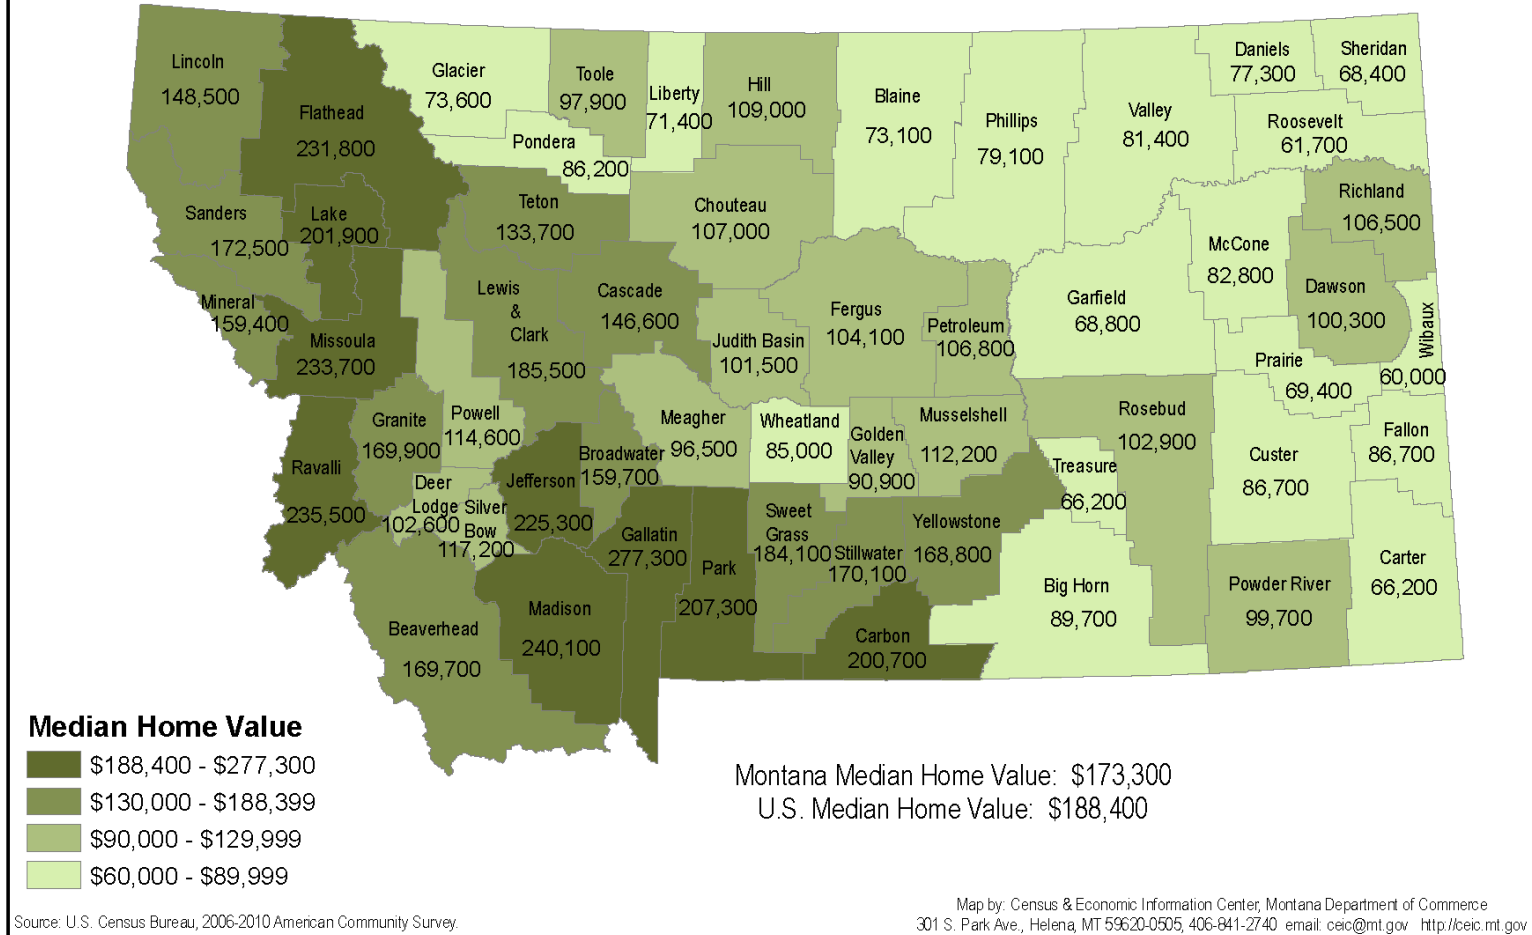 Lincoln
148,500
Flathead
231,800
Glacier
73,600
Toole
97,900
Liberty
71,400
Hill
109,000
Blaine
73,100
Phillips
79,100
Valley
81,400
Daniels
77,300
Sheridan
68,400
Roosevelt
61,700
Pondera
86,200
Sanders
172,500
Lake
201,900
Teton
133,700
Chouteau
107,000
Richland
106,500
McCone
82,800
Mineral
159,400
Missoula
233,700
Lewis
&
Clark
185,500
Cascade
146,600
Judith Basin
101,500
Fergus
104,100
Petroleum
106,800
Garfield
68,800
Dawson
100,300
Wibaux
60,000
Prairie
69,400
Granite
169,900
Powell
114,600
Meagher
96,500
Wheatland
85,000
Golden
Valley
90,900
Musselshell
112,200
Rosebud
102,900
Treasure
66,200
Custer
86,700
Fallon
86,700
Ravalli
235,500
Deer
Lodge
102,600
Silver
Bow
117,200
Jefferson
225,300
Broadwater
159,700
Gallatin
277,300
Park
207,300
Sweet
Grass
184,100
Stillwater
170,100
Yellowstone
168,800
Big Horn
89,700
Powder River
99,700
Carter
66,200
Beaverhead
169,700
Madison
240,100
Carbon
200,700
Median Home Value
$188,400 - $277,300
$130,000 - $188,399
$90,000 - $129,999
$60,000 - $89,999
Montana Median Home Value: $173,300
U.S. Median Home Value: $188,400
Source: U.S. Census Bureau, 2006-2010 American Community Survey.
Map by: Census & Economic Information Center, Montana Department of Commerce
301 S. Park Ave., Helena, MT 59620-0505, 406-841-2740 email: ceic@mt.gov http://ceic.mt.gov